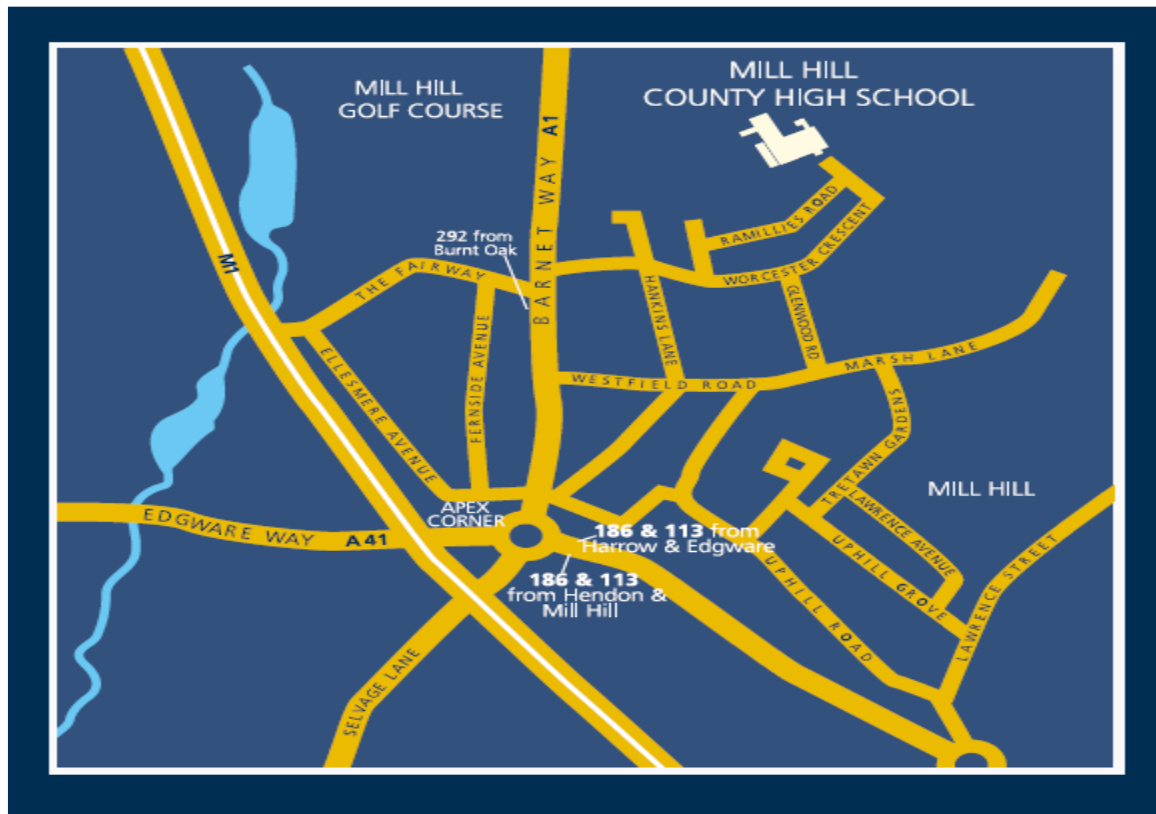 MILL HILL
GOLF COURSE
MILL HILL
COUNTY HIGH SCHOOL
BARNET WAY A1
292 from
Burnt Oak
M1
THE FAIRWAY
RAMILLIES ROAD
WORCESTER CRESCENT
HANKINS LANE
GLENWOOD RD
MARSH LANE
WESTFIELD ROAD
ELLESMERE AVENUE
FERNSIDE AVENUE
TRETAWN GARDENS
MILL HILL
LAWRENCE AVENUE
APEX
CORNER
EDGWARE WAY A41
186 & 113 from
Harrow & Edgware
186 & 113
from Hendon &
Mill Hill
UPHILL GROVE
UPHILL ROAD
LAWRENCE STREET
SELVAGE LANE